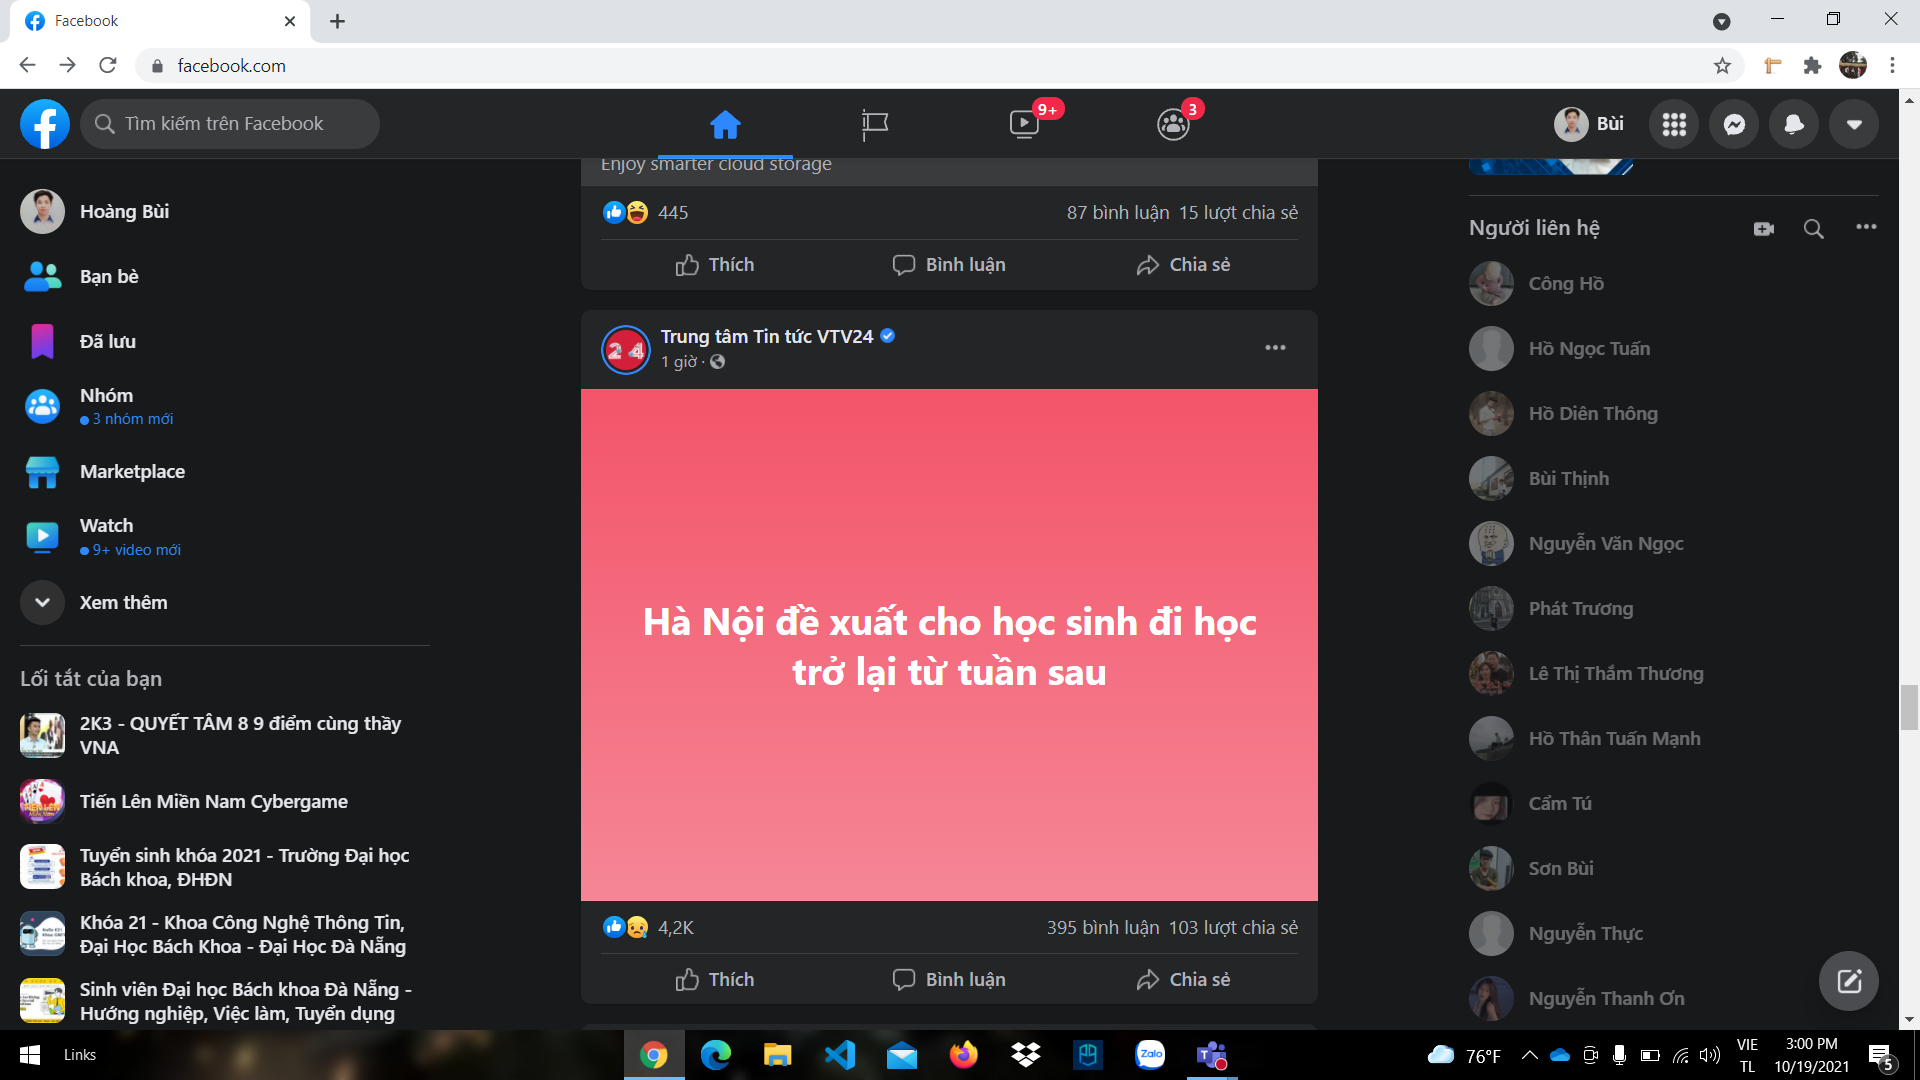 Facebook
facebook.com
Tìm kiếm trên Facebook
9+
3
Bùi
Hoàng Bùi
Bạn bè
Đã lưu
Nhóm
3 nhóm mới
Marketplace
Watch
9+ video mới
Xem thêm
Lối tắt của bạn
2K3 - QUYẾT TÂM 8 9 điểm cùng thầy
VNA
Tiến Lên Miền Nam Cybergame
Tuyển sinh khóa 2021 - Trường Đại học
Bách khoa, ĐHĐN
Khóa 21 - Khoa Công Nghệ Thông Tin,
Đại Học Bách Khoa - Đại Học Đà Nẵng
Sinh viên Đại học Bách khoa Đà Nẵng -
Hướng nghiệp, Việc làm, Tuyển dụng
Enjoy smarter cloud storage
445
87 bình luận 15 lượt chia sẻ
Thích Bình luận Chia sẻ
24
Trung tâm Tin tức VTV24
1 giờ ·
Hà Nội đề xuất cho học sinh đi học
trở lại từ tuần sau
4,2K
395 bình luận 103 lượt chia sẻ
Thích Bình luận Chia sẻ
Người liên hệ
Công Hồ
Hồ Ngọc Tuấn
Hồ Diên Thông
Bùi Thịnh
Nguyễn Văn Ngọc
Phát Trương
Lê Thị Thắm Thương
Hồ Thân Tuấn Mạnh
Cẩm Tú
Sơn Bùi
Nguyễn Thực
Nguyễn Thanh Ơn
Links
Zalo
76°F
VIE
TL
3:00 PM
10/19/2021
5